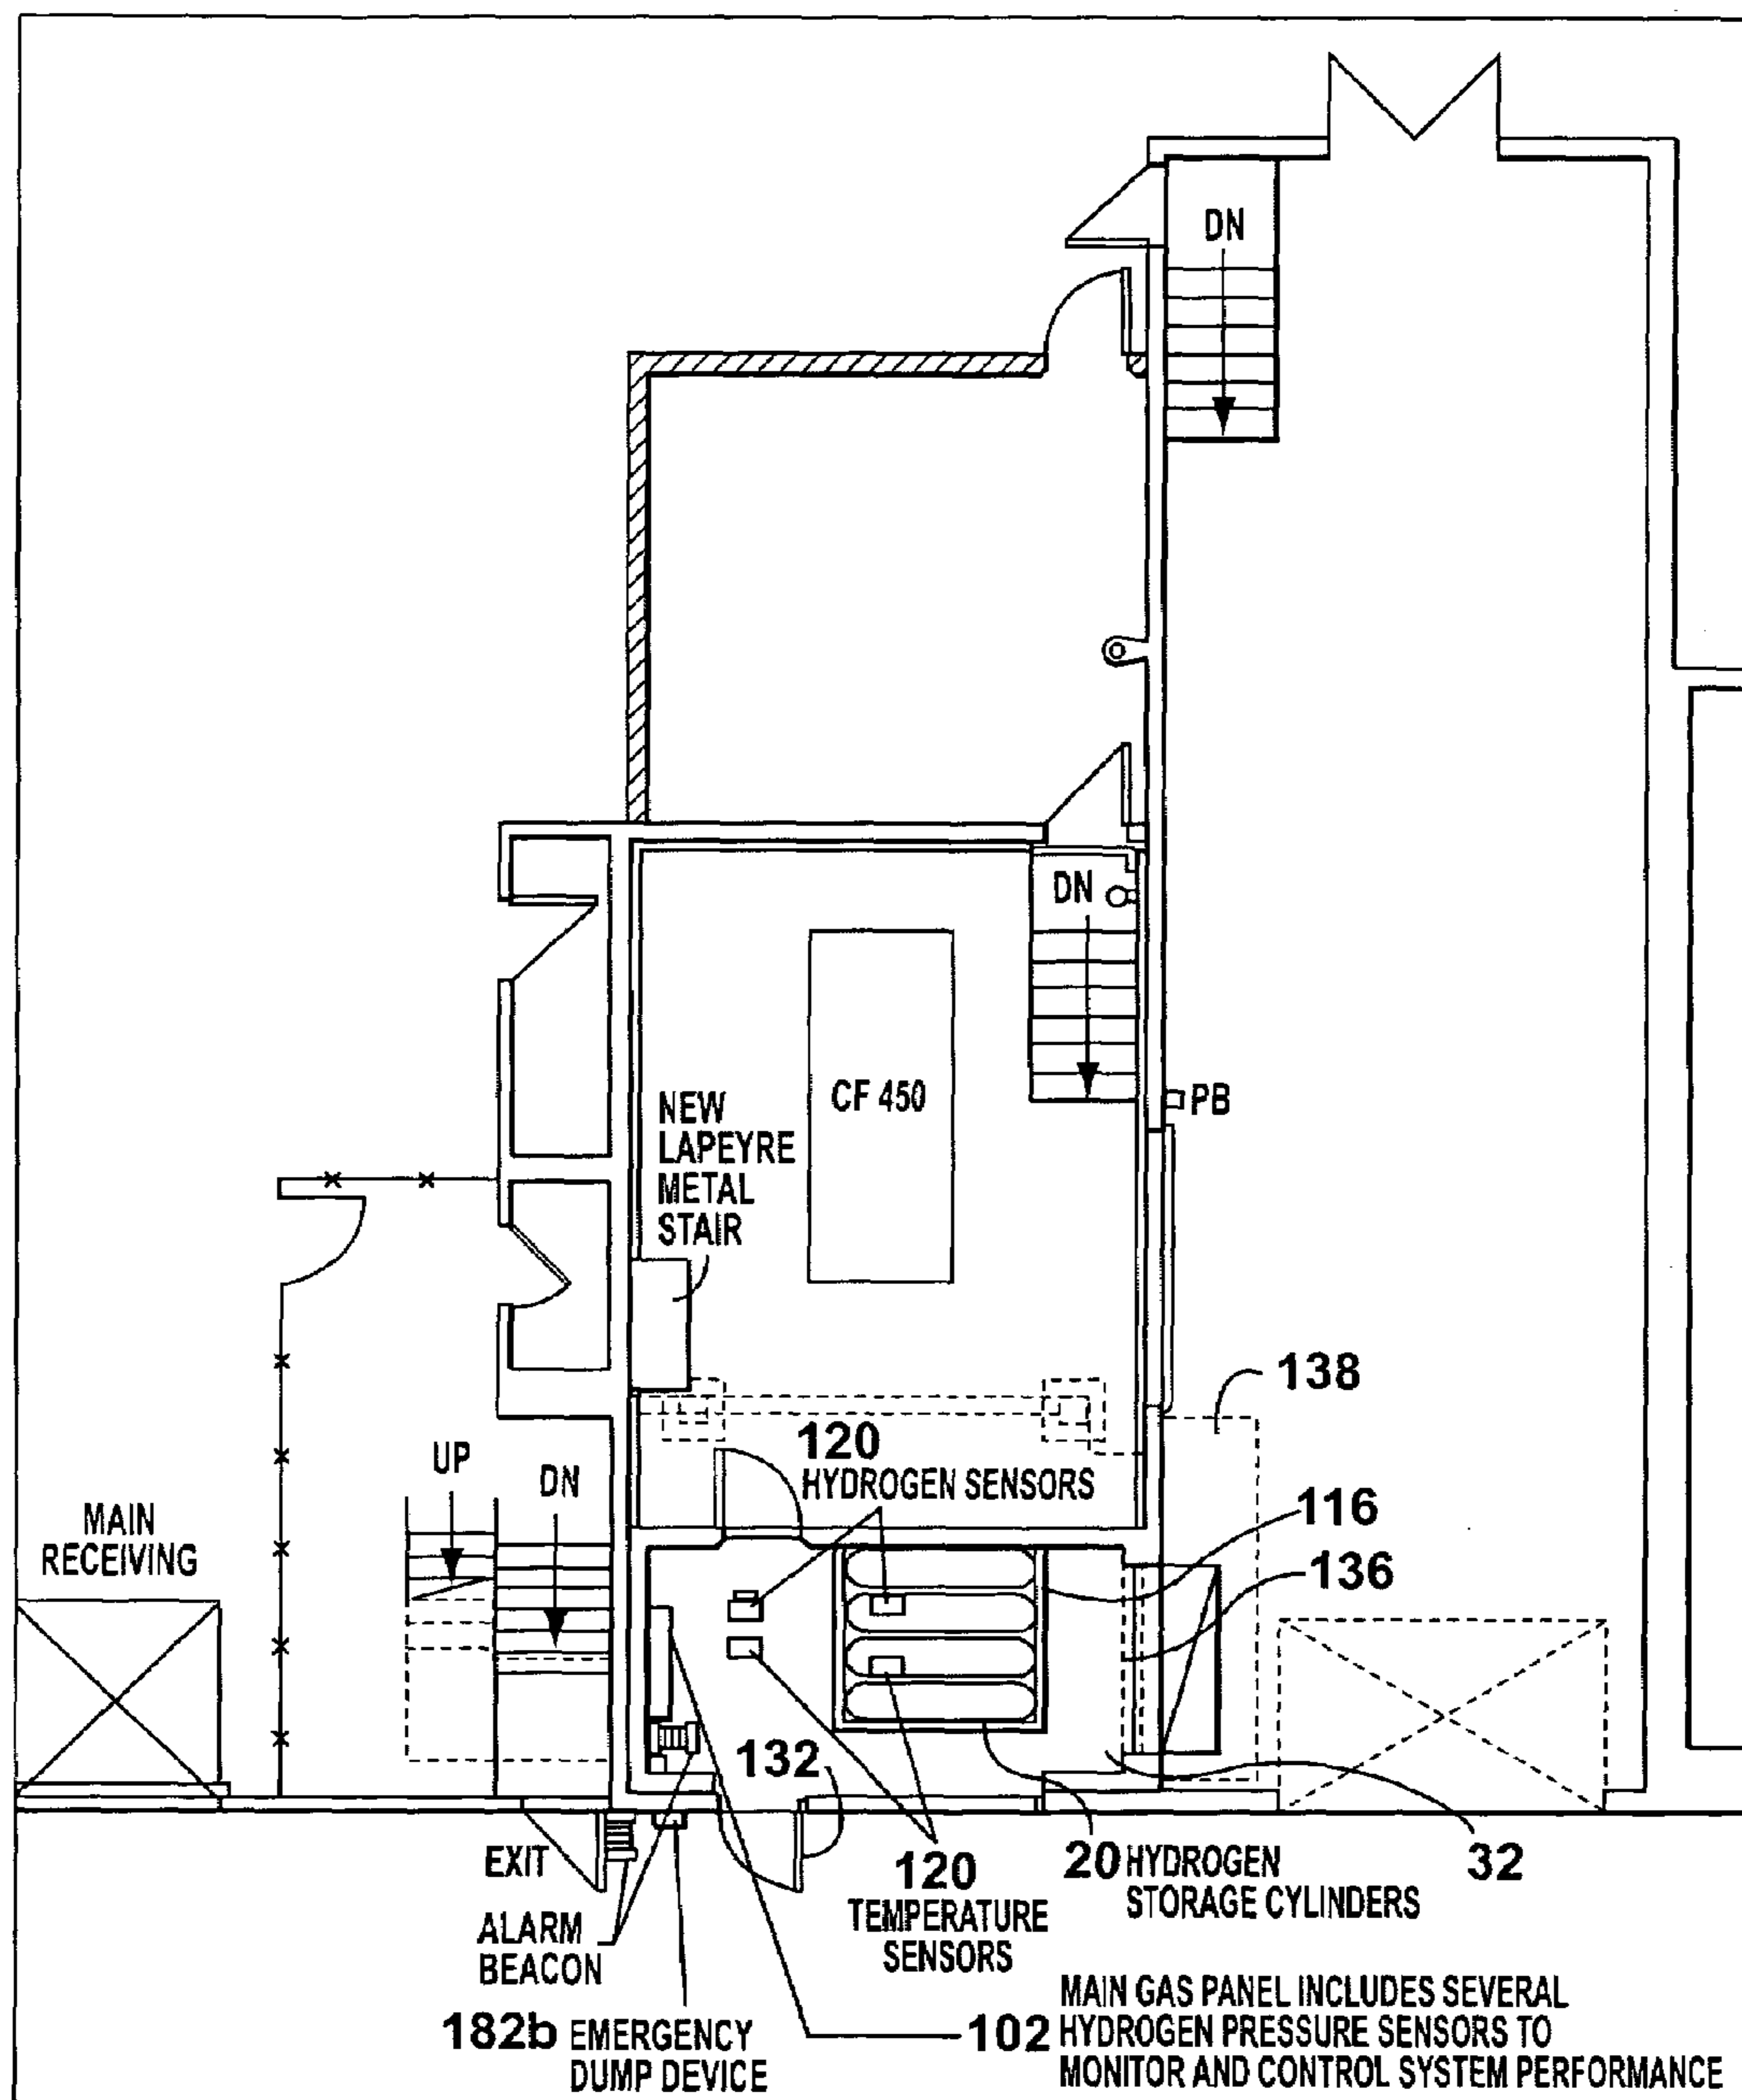 DN
DN
CF 450
PB
NEW
LAPEYRE
METAL
STAIR
138
120
HYDROGEN SENSORS
UP
DN
116
MAIN
RECEIVING
136
132
EXIT
120
TEMPERATURE
SENSORS
20 HYDROGEN
STORAGE CYLINDERS
32
ALARM
BEACON
182b EMERGENCY
DUMP DEVICE
102 MAIN GAS PANEL INCLUDES SEVERAL
HYDROGEN PRESSURE SENSORS TO
MONITOR AND CONTROL SYSTEM PERFORMANCE